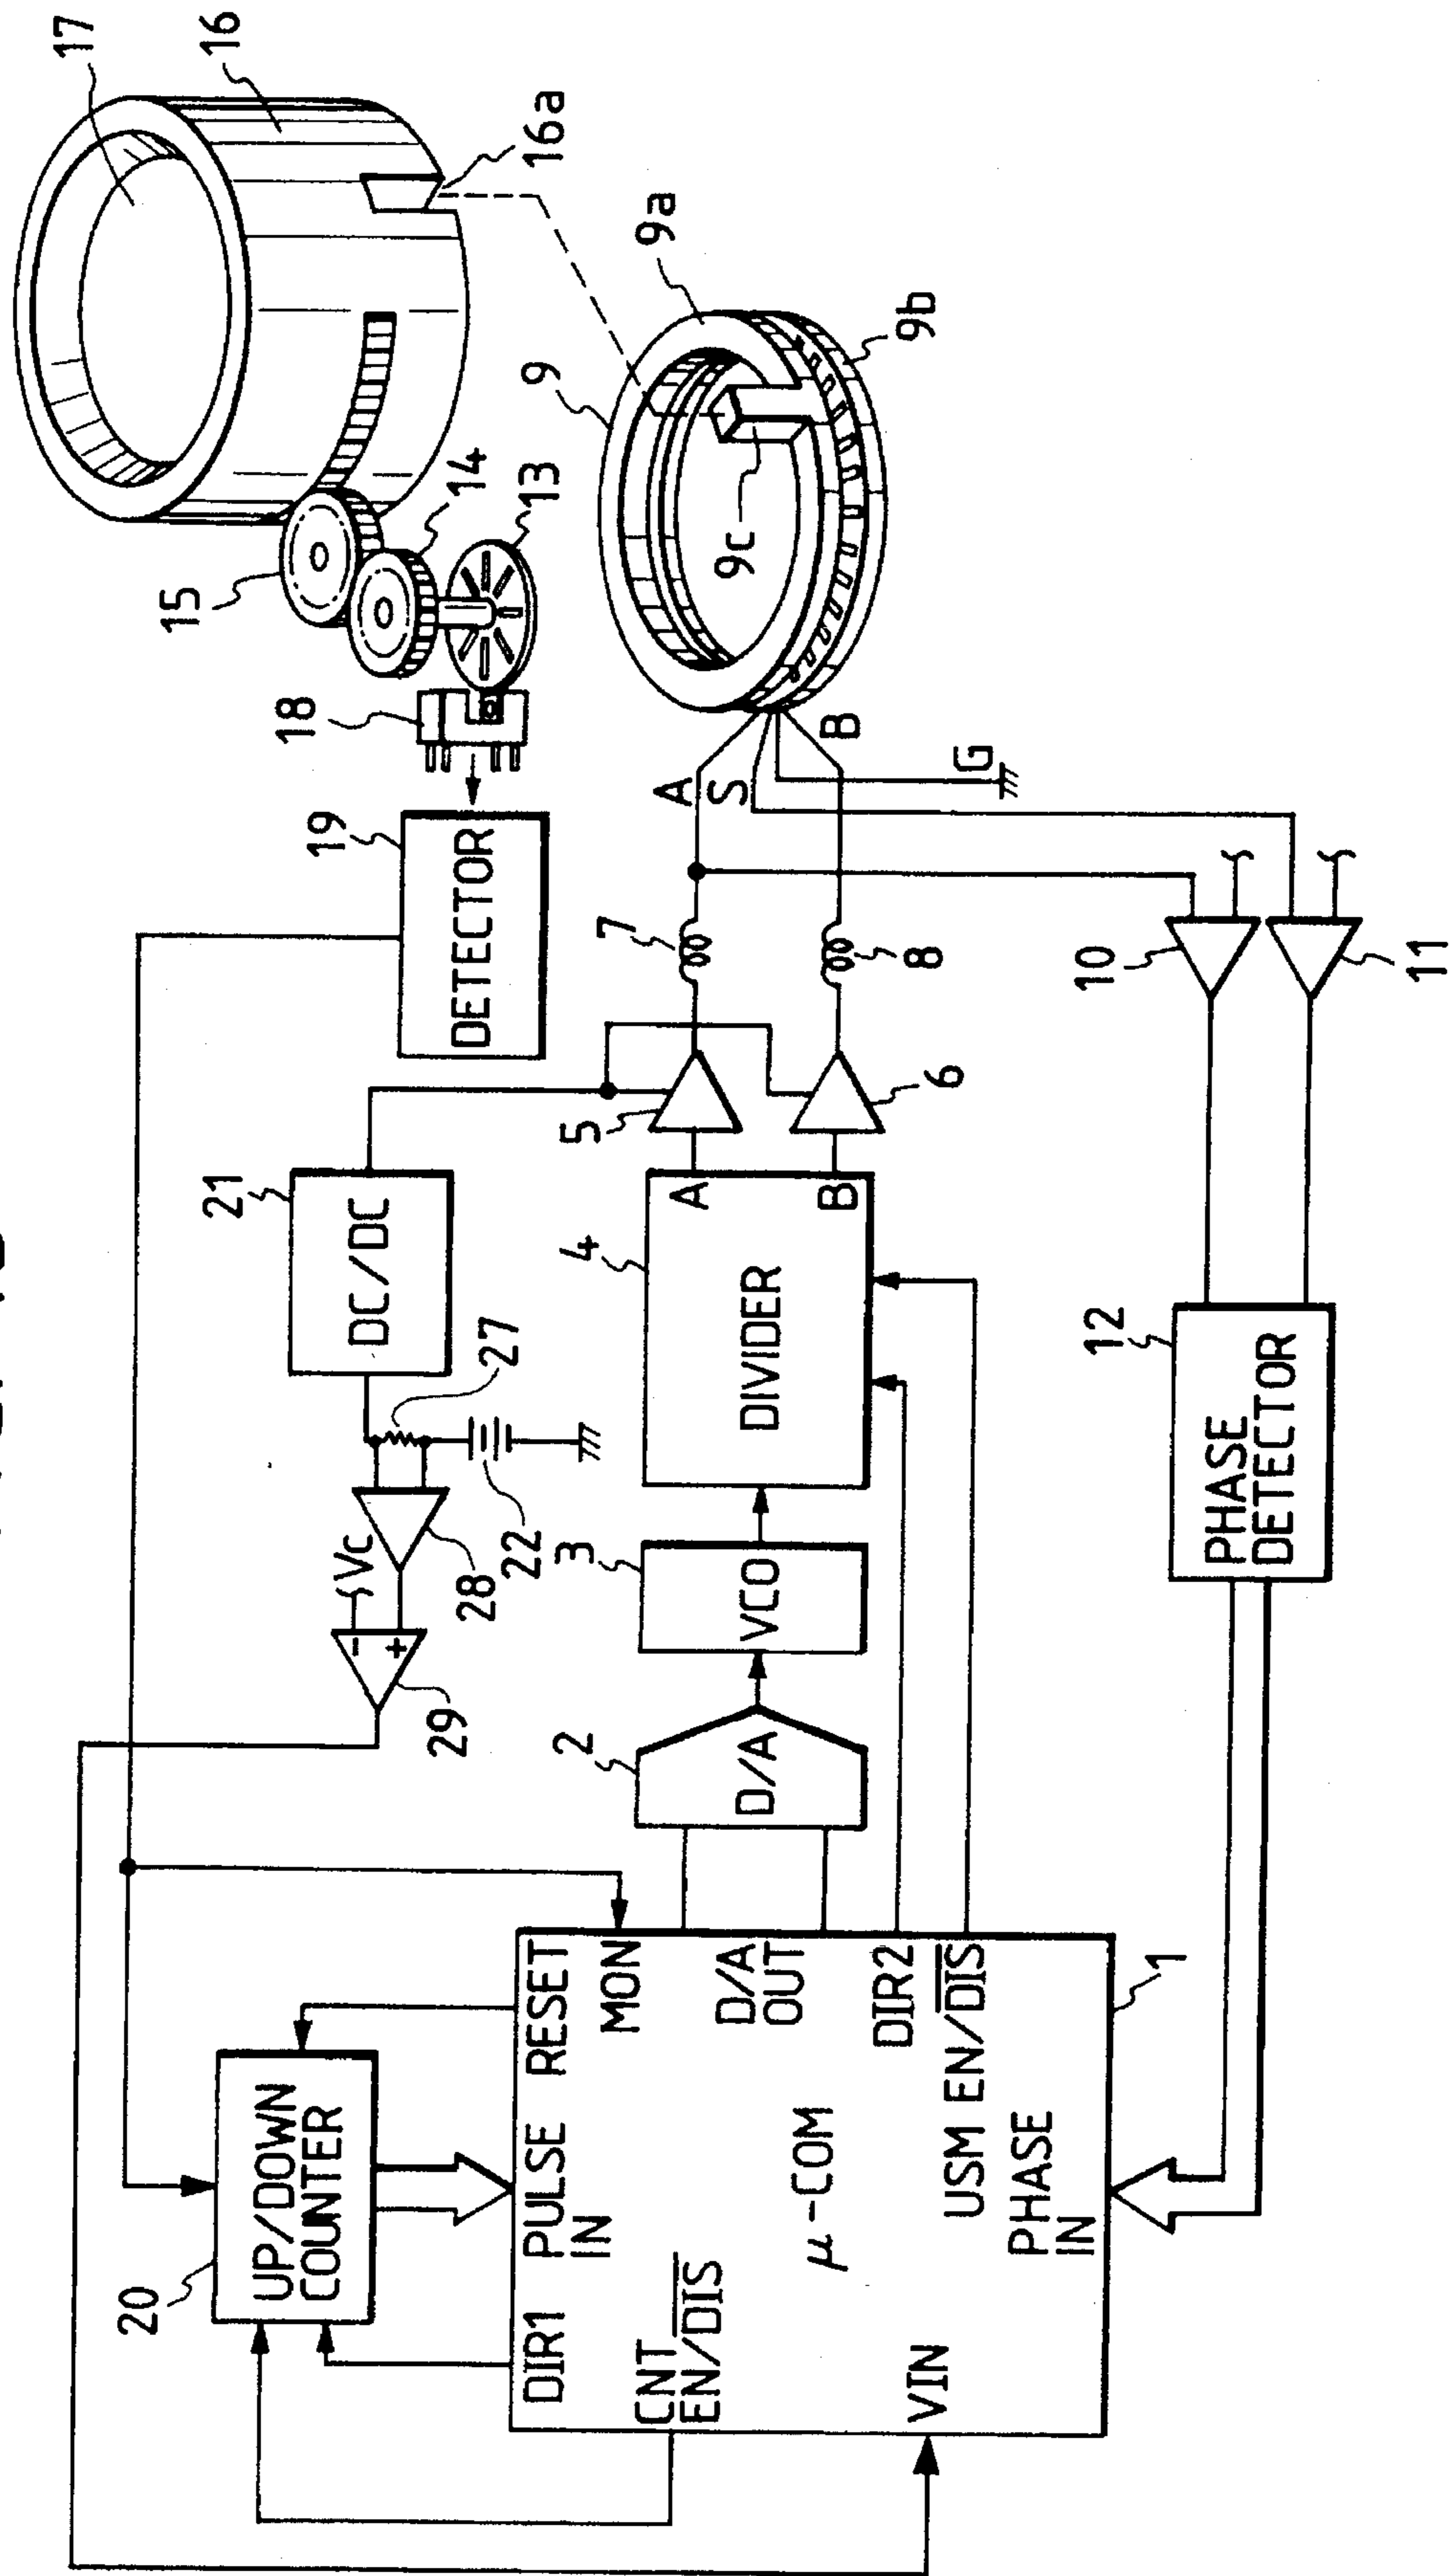 17
16
16a
15
14
13
18
19
DETECTOR
9
9a
9b
9c
A
S
B
G
7
8
5
6
10
11
21
DC/DC
27
22
28
29
Vc
-
+
4
DIVIDER
A
B
3
VCO
2
D/A
12
PHASE
DETECTOR
20
UP/DOWN
COUNTER
DIR1
PULSE
IN
RESET
MON
CNT
EN/DIS
D/A
OUT
μ-COM
DIR2
USM EN/DIS
VIN
PHASE
IN
1